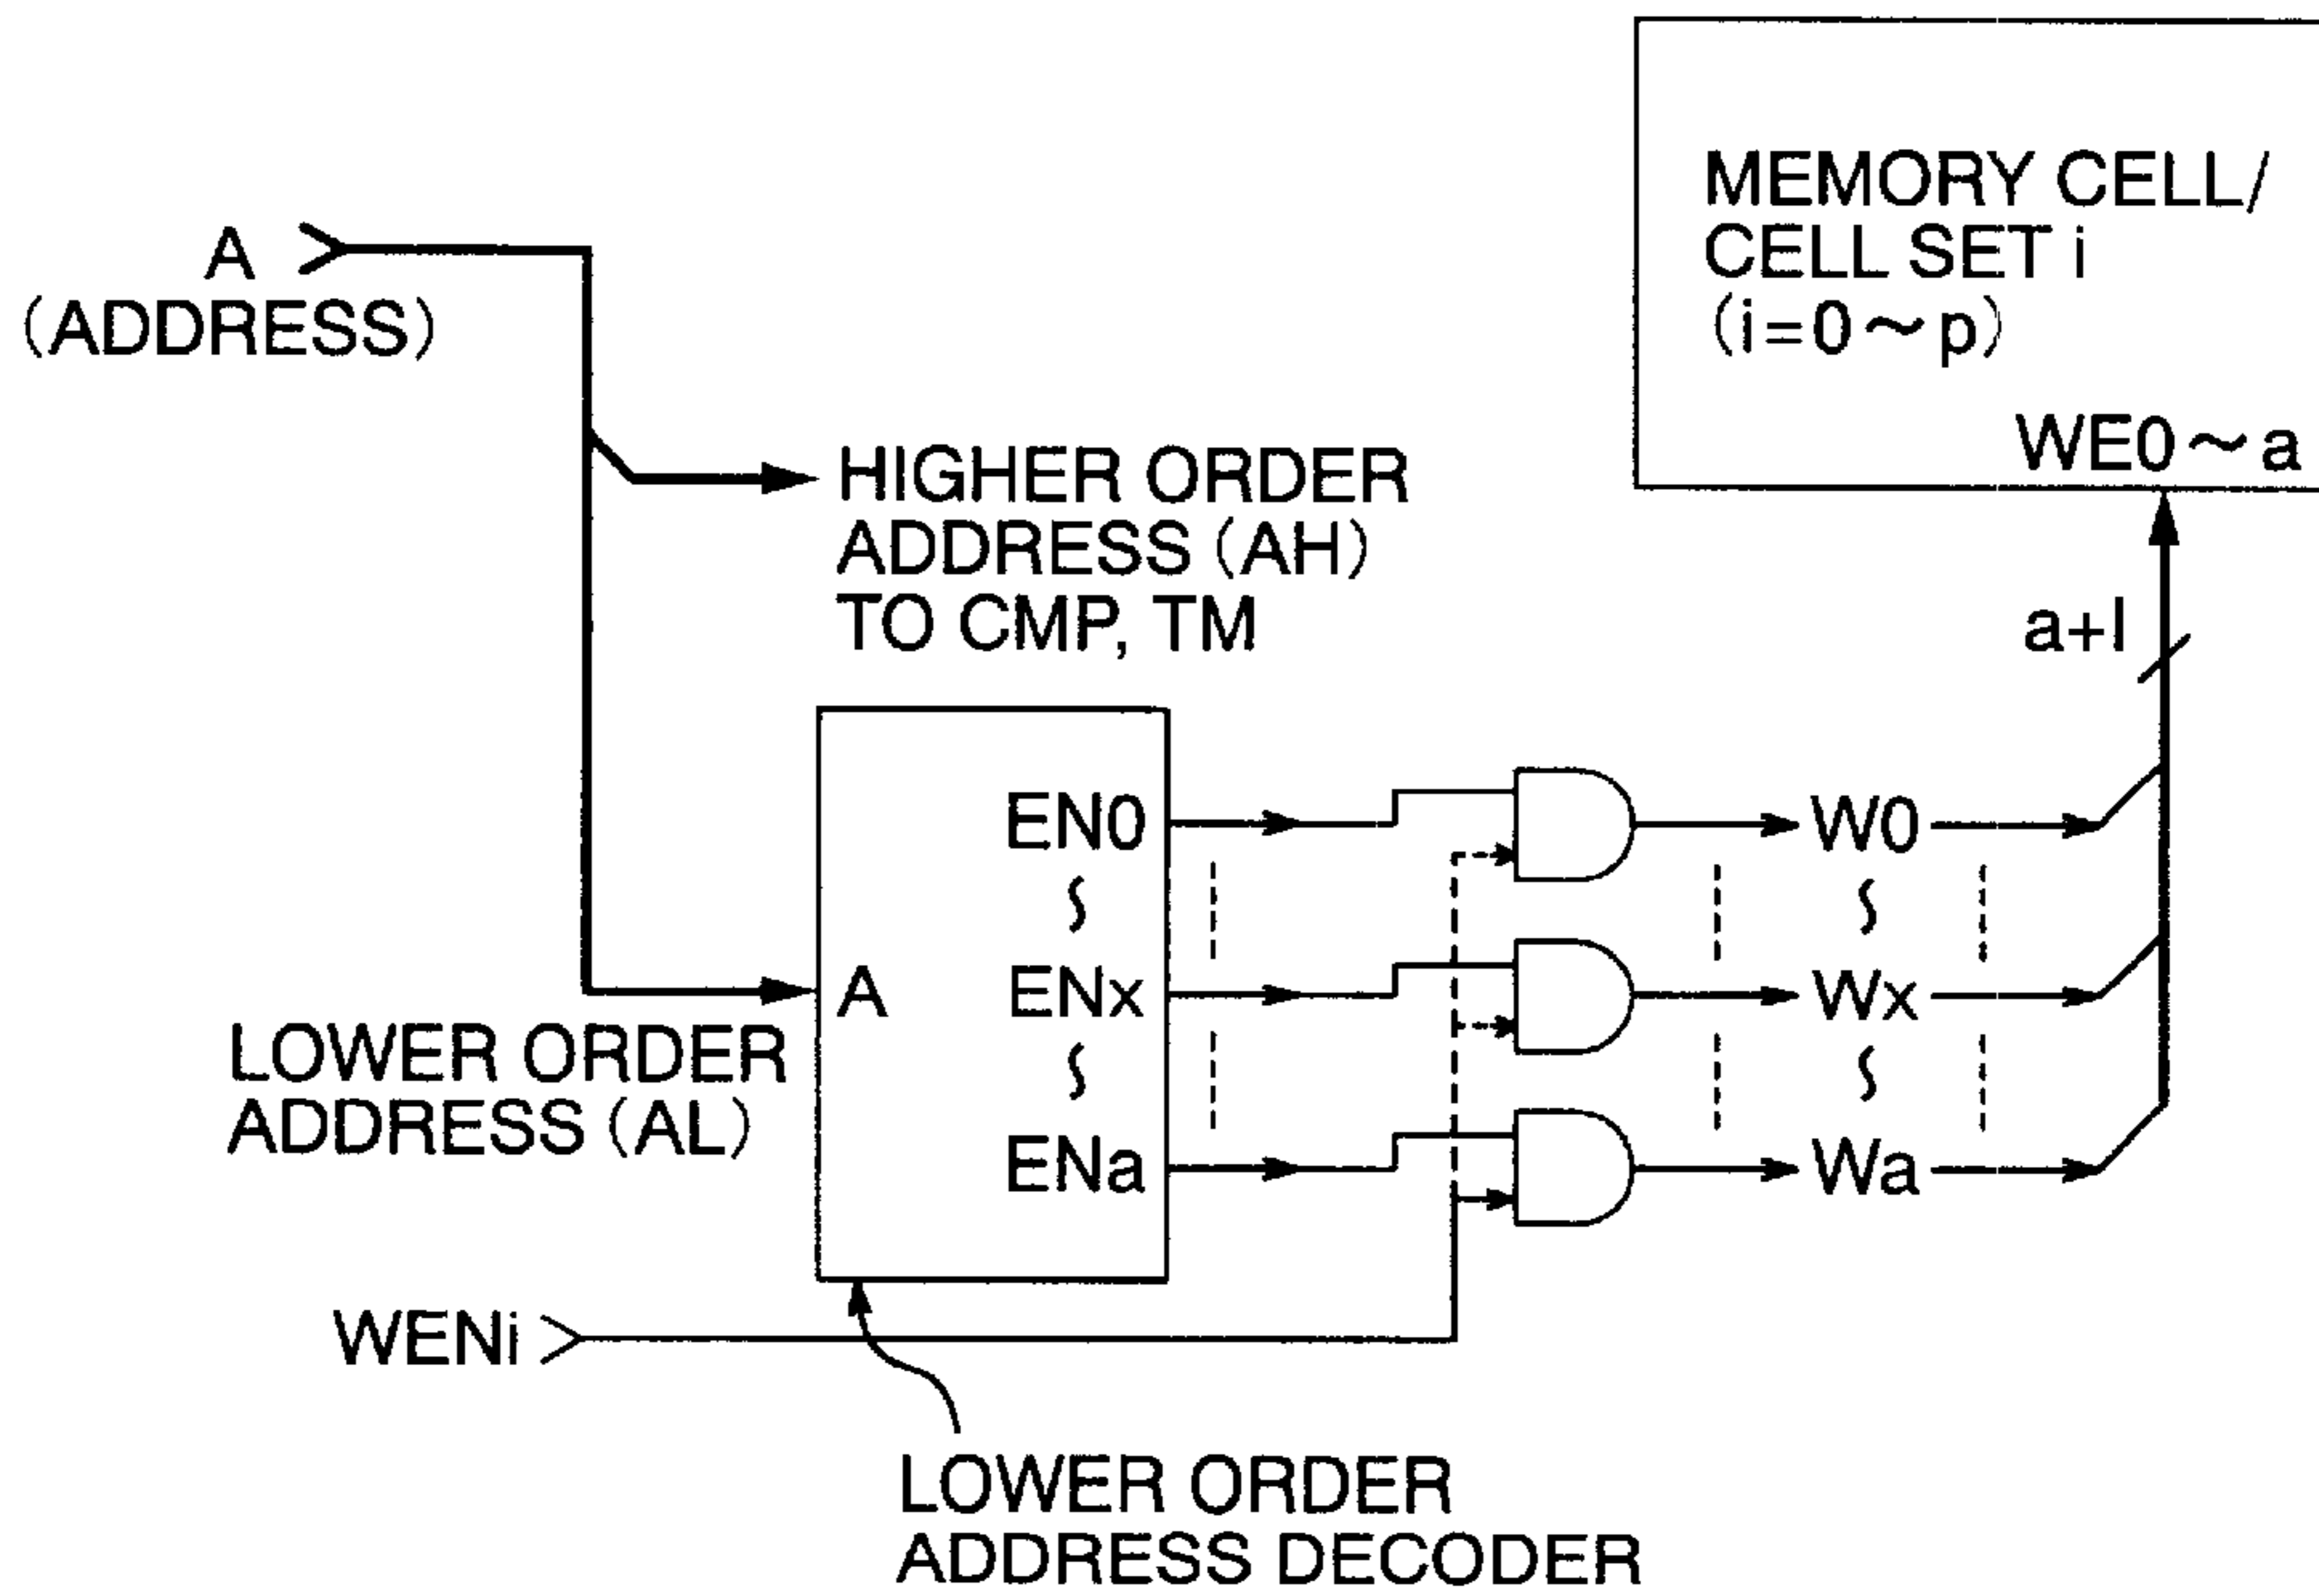 MEMORY CELL/
CELL SET i
(i=0～p)
WE0～a
A
(ADDRESS)
HIGHER ORDER
ADDRESS (AH)
TO CMP, TM
a+l
A
EN0
∫
ENx
∫
ENa
W0
∫
Wx
∫
Wa
LOWER ORDER
ADDRESS (AL)
WENi
LOWER ORDER
ADDRESS DECODER